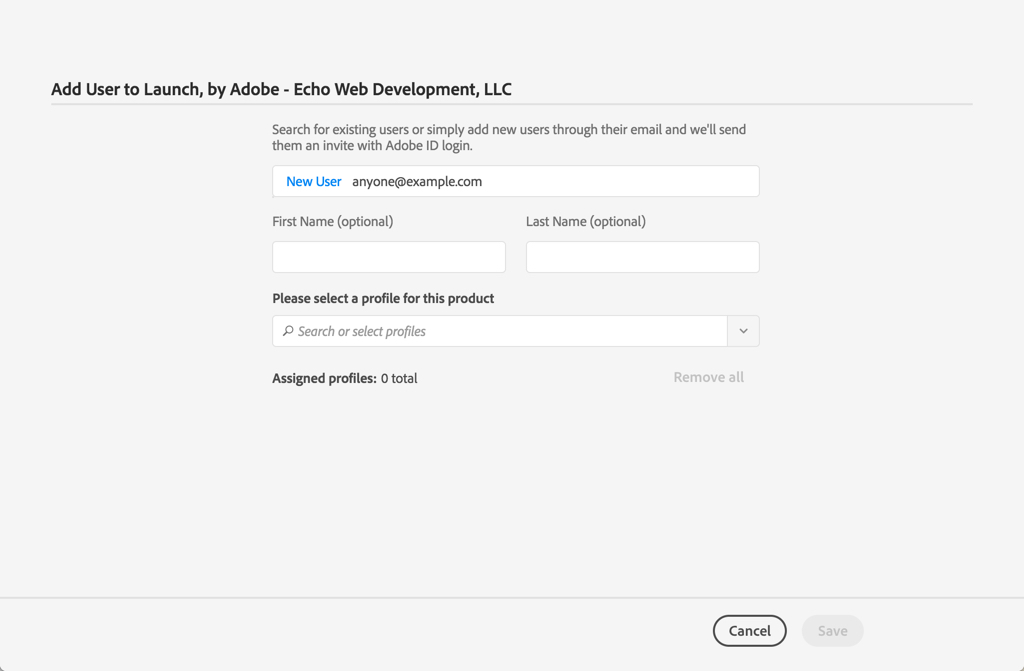 Add User to Launch, by Adobe - Echo Web Development, LLC
Search for existing users or simply add new users through their email and we'll send
them an invite with Adobe ID login.
New User anyone@example.com
First Name (optional) Last Name (optional)
Please select a profile for this product
Search or select profiles
Assigned profiles: 0 total Remove all
Cancel Save